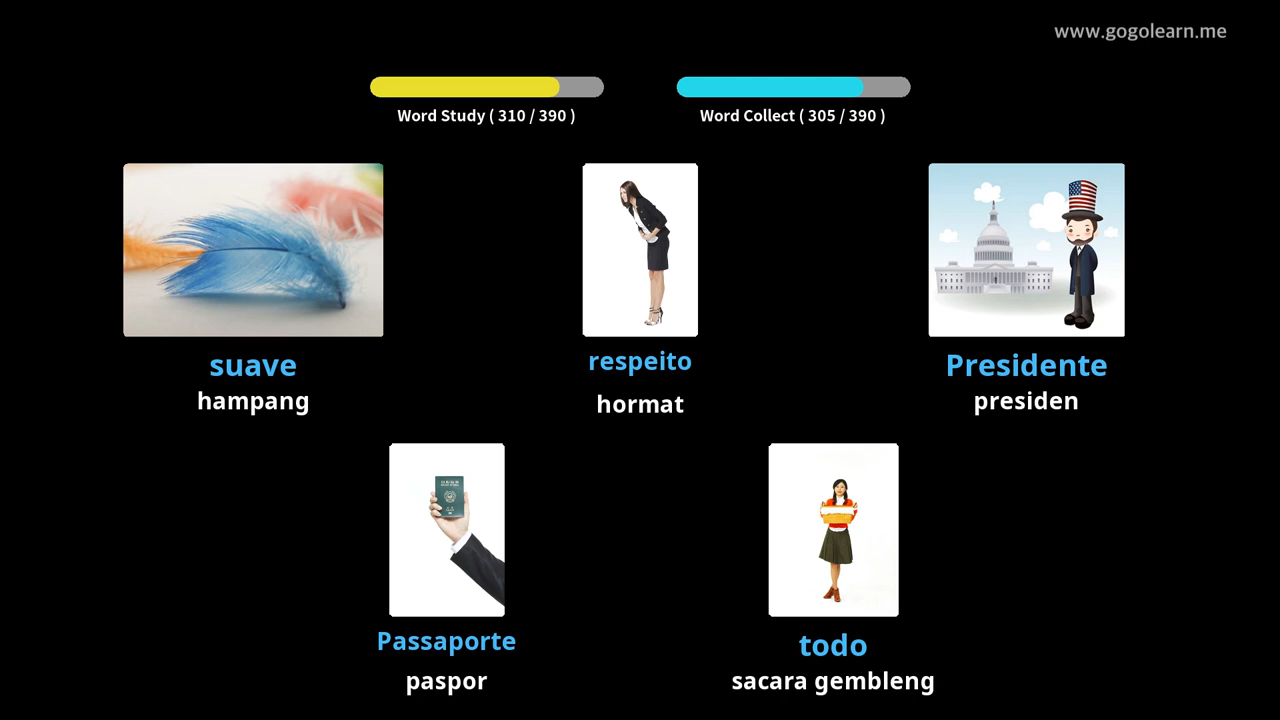 www.gogolearn.me
Word Study ( 310 / 390 )
Word Collect ( 305 / 390 )
suave
hampang
respeito
hormat
Presidente
presiden
Passaporte
paspor
todo
sacara gembleng